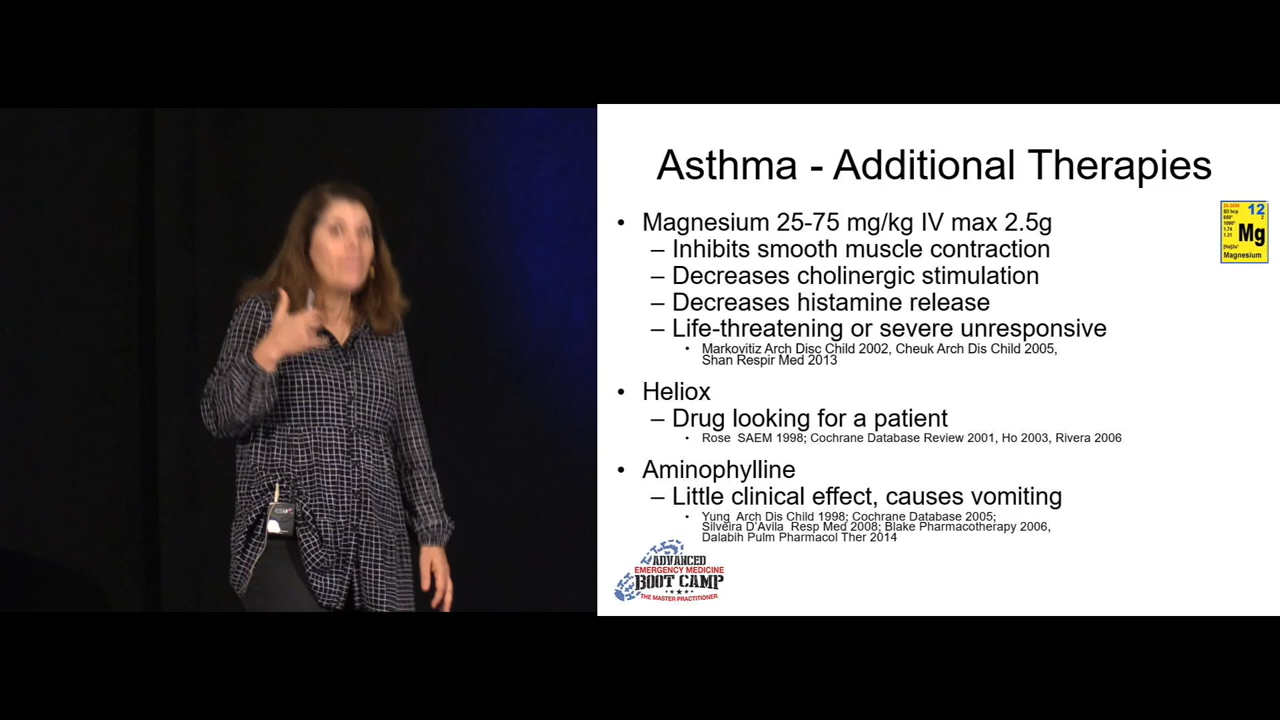 Asthma - Additional Therapies
• Magnesium 25-75 mg/kg IV max 2.5g
– Inhibits smooth muscle contraction
– Decreases cholinergic stimulation
– Decreases histamine release
– Life-threatening or severe unresponsive
• Markovitiz Arch Disc Child 2002, Cheuk Arch Dis Child 2005,
Shan Respir Med 2013
• Heliox
– Drug looking for a patient
• Rose SAEM 1998; Cochrane Database Review 2001, Ho 2003, Rivera 2006
• Aminophylline
– Little clinical effect, causes vomiting
• Yung Arch Dis Child 1998; Cochrane Database 2005;
Silveira D'Avila Resp Med 2008; Blake Pharmacotherapy 2006,
Dalabih Pulm Pharmacol Ther 2014
12
Mg
Magnesium
ADVANCED
EMERGENCY MEDICINE
BOOT CAMP
THE MASTER PRACTITIONER